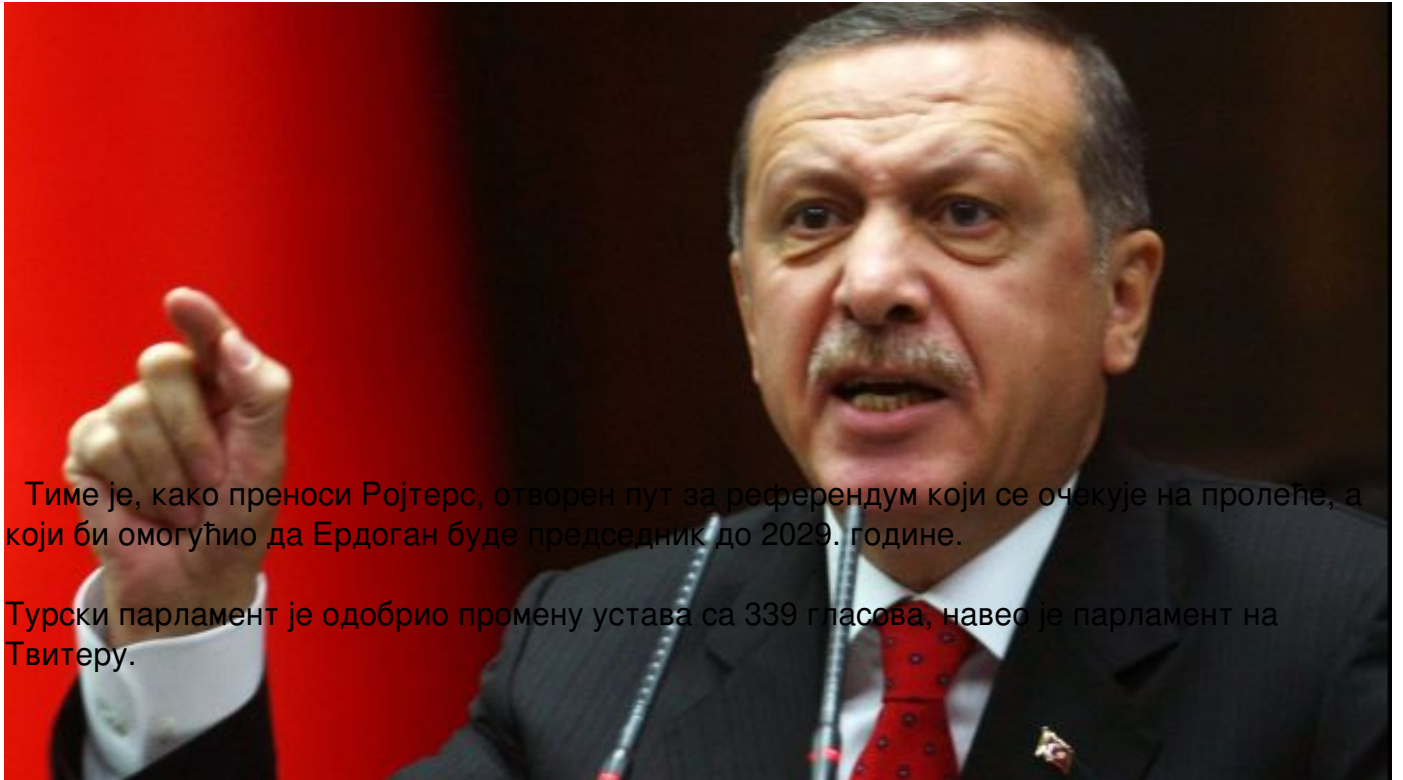 Тиме је, како преноси Ројтерс, отворен пут за референдум који се очекује на пролеће, а
који би омогућио да Ердоган буде председник до 2029. године.
Турски парламент је одобрио промену устава са 339 гласова, навео је парламент на
Твитеру.